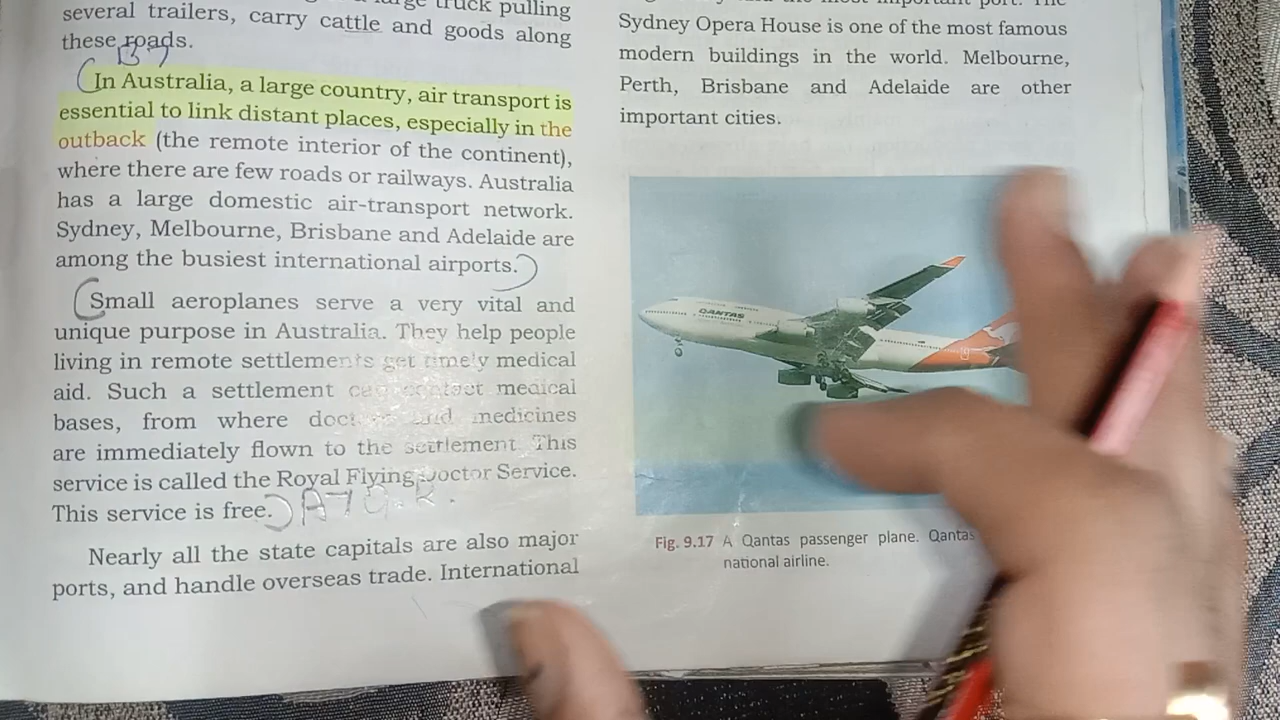 truck pulling
several trailers, carry cattle and goods along
these roads.
B 7
In Australia, a large country, air transport is
essential to link distant places, especially in the
outback (the remote interior of the continent),
where there are few roads or railways. Australia
has a large domestic air-transport network.
Sydney, Melbourne, Brisbane and Adelaide are
among the busiest international airports.
Small aeroplanes serve a very vital and
unique purpose in Australia. They help people
living in remote settlements get timely medical
aid. Such a settlement can contact medical
bases, from where doctors and medicines
are immediately flown to the settlement. This
service is called the Royal Flying Doctor Service.
This service is free.
Nearly all the state capitals are also major
ports, and handle overseas trade. International
the most important port. The
Sydney Opera House is one of the most famous
modern buildings in the world. Melbourne,
Perth, Brisbane and Adelaide are other
important cities.
QANTAS
Fig. 9.17 A Qantas passenger plane. Qantas
national airline.